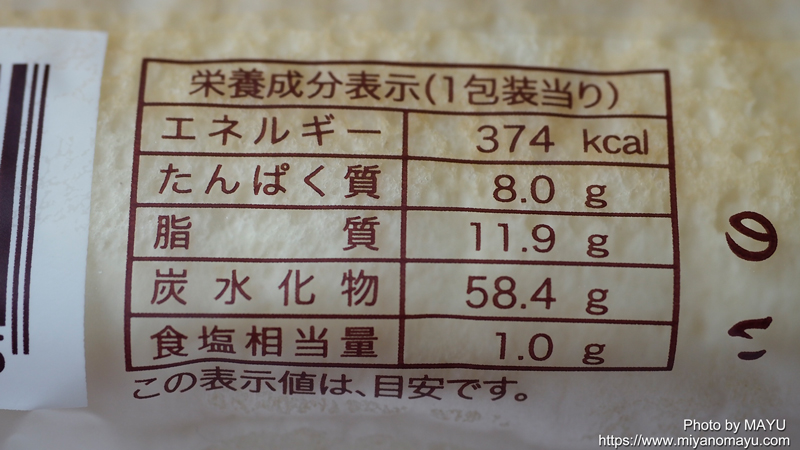 栄養成分表示(1包装当り)
エネルギー 374 kcal
たんぱく質 8.0 g
脂質 11.9 g
炭水化物 58.4 g
食塩相当量 1.0 g
この表示値は、目安です。
の
い
Photo by MAYU
https://www.miyanomayu.com/